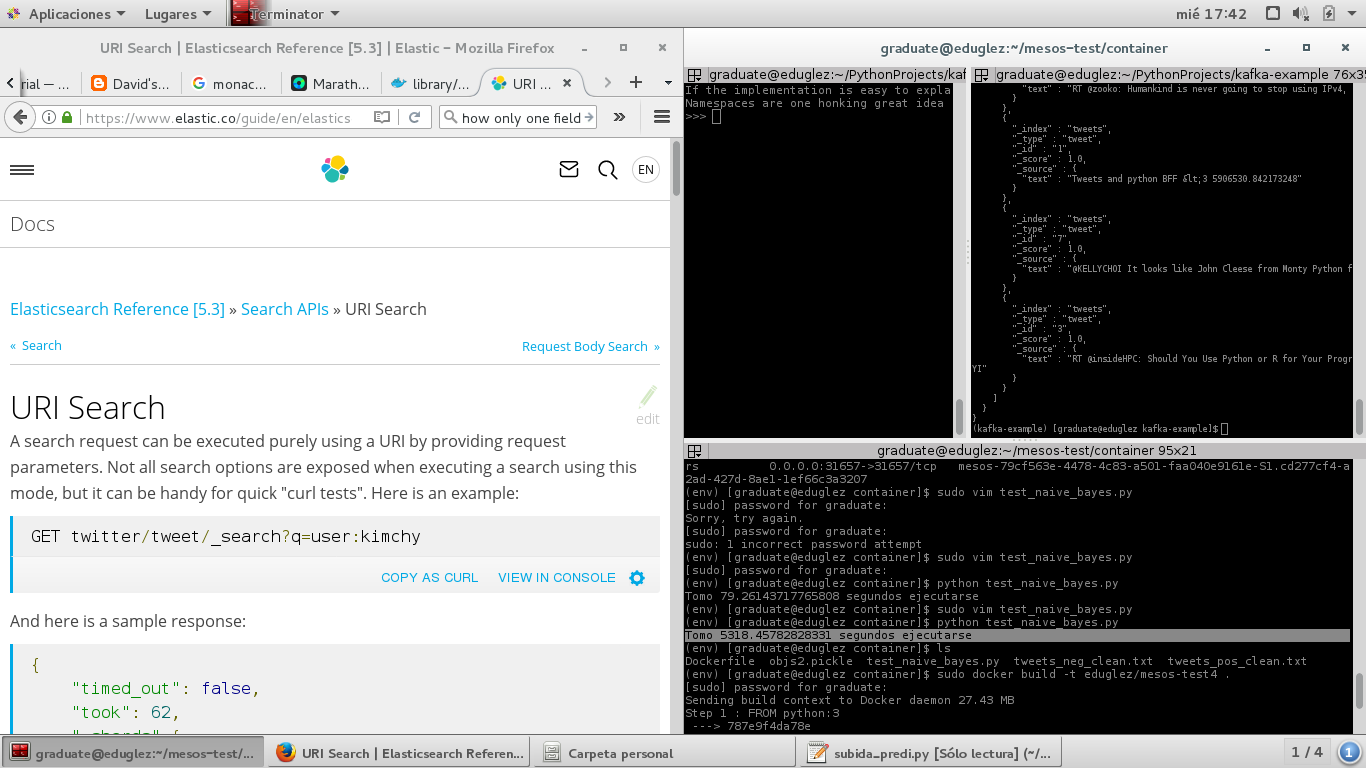 Aplicaciones Lugares Terminator mié 17:42
URI Search | Elasticsearch Reference [5.3] | Elastic - Mozilla Firefox
rial — ... David's... monac... Marath... library/... URI ...
https://www.elastic.co/guide/en/elastics how only one field
EN
Docs
Elasticsearch Reference [5.3] » Search APIs » URI Search
« Search Request Body Search »
URI Search
edit
A search request can be executed purely using a URI by providing request
parameters. Not all search options are exposed when executing a search using this
mode, but it can be handy for quick "curl tests". Here is an example:
GET twitter/tweet/_search?q=user:kimchy
COPY AS CURL VIEW IN CONSOLE
And here is a sample response:
{
"timed_out": false,
"took": 62,
graduate@eduglez:~/mesos-test/container
graduate@eduglez:~/PythonProjects/kaf
If the implementation is easy to expla
Namespaces are one honking great idea
>>>
graduate@eduglez:~/PythonProjects/kafka-example 76x35
"text" : "RT @zooko: Humankind is never going to stop using IPv4,
}
},
{
"_index" : "tweets",
"_type" : "tweet",
"_id" : "1",
"_score" : 1.0,
"_source" : {
"text" : "Tweets and python BFF &lt;3 5906530.842173248"
}
},
{
"_index" : "tweets",
"_type" : "tweet",
"_id" : "7",
"_score" : 1.0,
"_source" : {
"text" : "@KELLYCHOI It looks like John Cleese from Monty Python f
}
},
{
"_index" : "tweets",
"_type" : "tweet",
"_id" : "3",
"_score" : 1.0,
"_source" : {
"text" : "RT @insideHPC: Should You Use Python or R for Your Progr
YI"
}
}
]
}
}
(kafka-example) [graduate@eduglez kafka-example]$
graduate@eduglez:~/mesos-test/container 95x21
rs 0.0.0.0:31657->31657/tcp mesos-79cf563e-4478-4c83-a501-faa040e9161e-S1.cd277cf4-a
2ad-427d-8ae1-1ef66c3a3207
(env) [graduate@eduglez container]$ sudo vim test_naive_bayes.py
[sudo] password for graduate:
Sorry, try again.
[sudo] password for graduate:
sudo: 1 incorrect password attempt
(env) [graduate@eduglez container]$ sudo vim test_naive_bayes.py
[sudo] password for graduate:
(env) [graduate@eduglez container]$ python test_naive_bayes.py
Tomo 79.26143717765808 segundos ejecutarse
(env) [graduate@eduglez container]$ sudo vim test_naive_bayes.py
(env) [graduate@eduglez container]$ python test_naive_bayes.py
Tomo 5318.45782828331 segundos ejecutarse
(env) [graduate@eduglez container]$ ls
Dockerfile objs2.pickle test_naive_bayes.py tweets_neg_clean.txt tweets_pos_clean.txt
(env) [graduate@eduglez container]$ sudo docker build -t eduglez/mesos-test4 .
[sudo] password for graduate:
Sending build context to Docker daemon 27.43 MB
Step 1 : FROM python:3
---> 787e9f4da78e
graduate@eduglez:~/mesos-test/... URI Search | Elasticsearch Referen... Carpeta personal subida_predi.py [Sólo lectura] (~/... 1 / 4 1